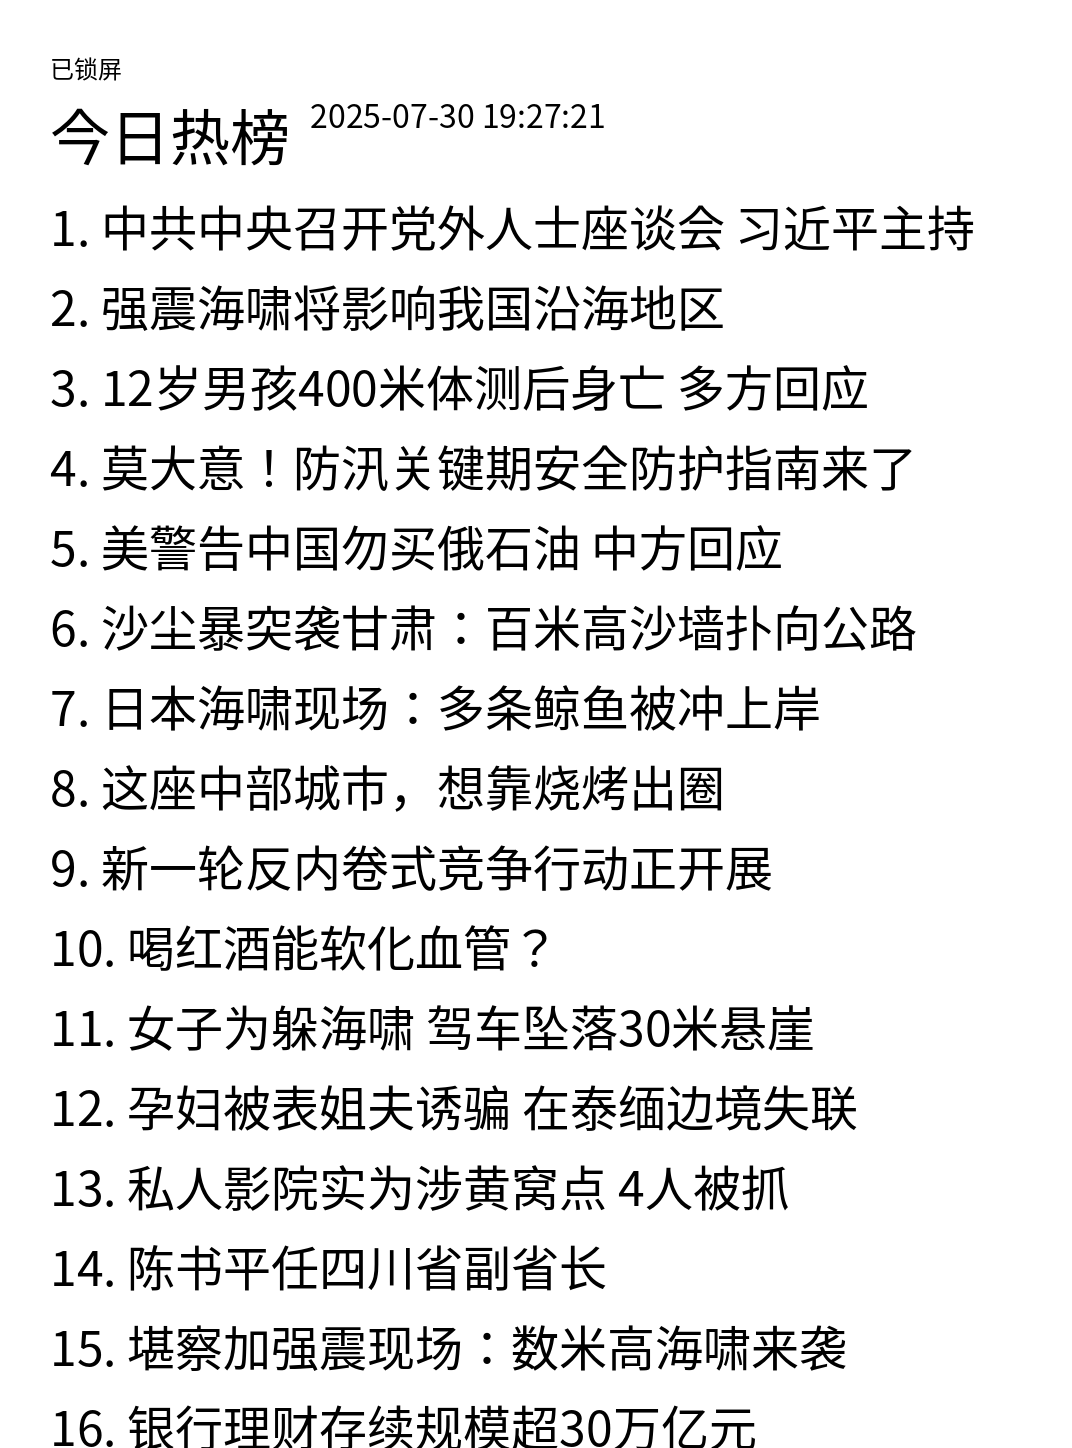 已锁屏
今日热榜 2025-07-30 19:27:21
1. 中共中央召开党外人士座谈会 习近平主持
2. 强震海啸将影响我国沿海地区
3. 12岁男孩400米体测后身亡 多方回应
4. 莫大意！防汛关键期安全防护指南来了
5. 美警告中国勿买俄石油 中方回应
6. 沙尘暴突袭甘肃：百米高沙墙扑向公路
7. 日本海啸现场：多条鲸鱼被冲上岸
8. 这座中部城市，想靠烧烤出圈
9. 新一轮反内卷式竞争行动正开展
10. 喝红酒能软化血管？
11. 女子为躲海啸 驾车坠落30米悬崖
12. 孕妇被表姐夫诱骗 在泰缅边境失联
13. 私人影院实为涉黄窝点 4人被抓
14. 陈书平任四川省副省长
15. 堪察加强震现场：数米高海啸来袭
16. 银行理财存续规模超30万亿元